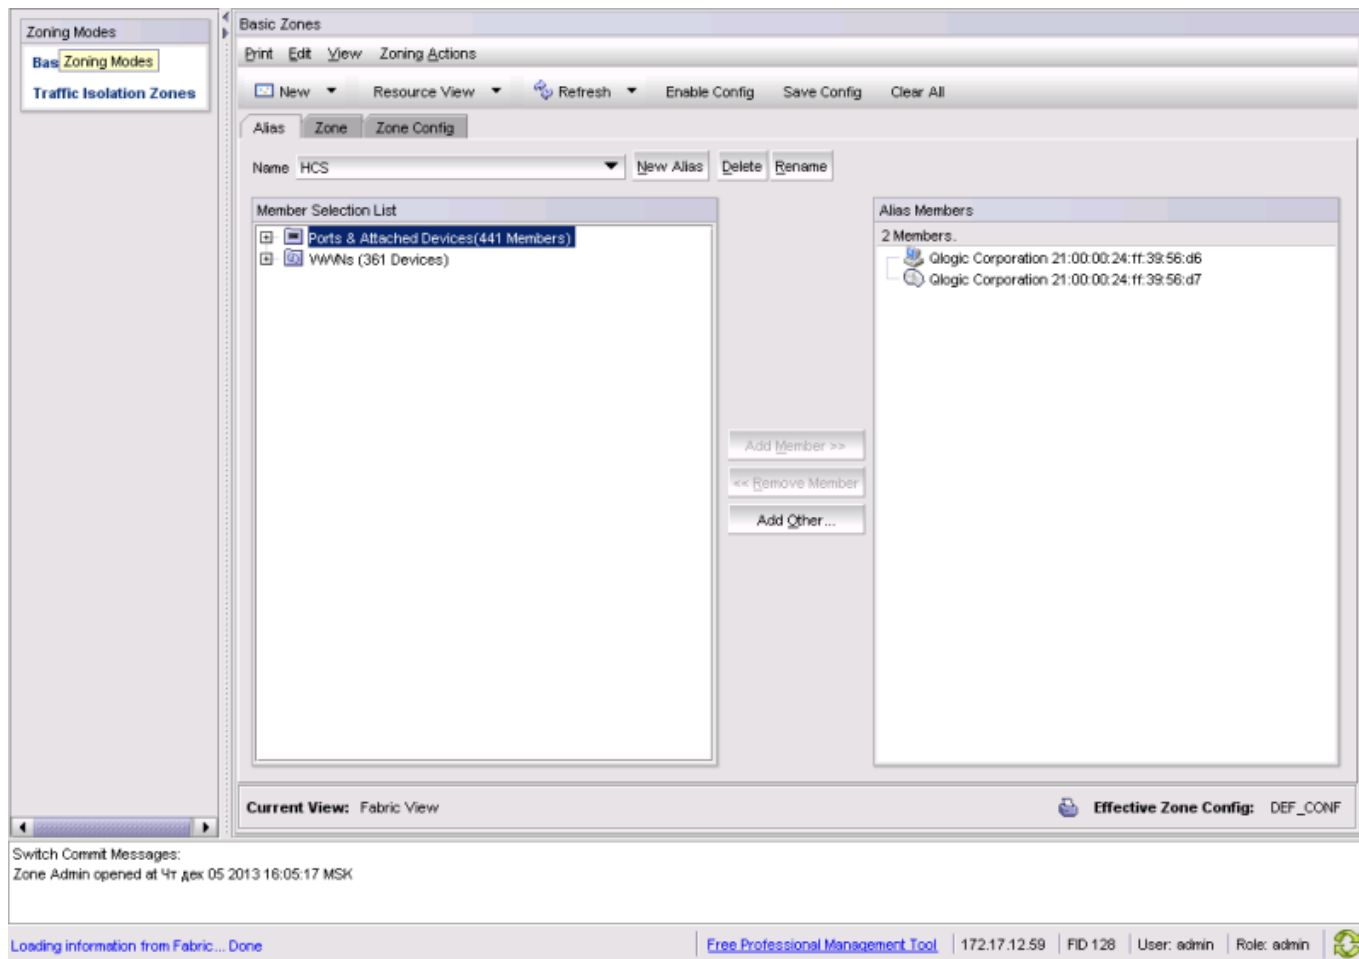 Zoning Modes
Bas
Zoning Modes
Traffic Isolation Zones
Basic Zones
Print Edit View Zoning Actions
New Resource View Refresh Enable Config Save Config Clear All
Alias Zone Zone Config
Name HCS New Alias Delete Rename
Member Selection List
Ports & Attached Devices(441 Members)
WWNs (361 Devices)
Add Member >>
<< Remove Member
Add Other...
Alias Members
2 Members.
Qlogic Corporation 21:00:00:24:ff:39:56:d6
Qlogic Corporation 21:00:00:24:ff:39:56:d7
Current View: Fabric View
Effective Zone Config: DEF_CONF
Switch Commit Messages:
Zone Admin opened at Чт дек 05 2013 16:05:17 MSK
Loading information from Fabric... Done
Free Professional Management Tool 172.17.12.59 FID 128 User: admin Role: admin